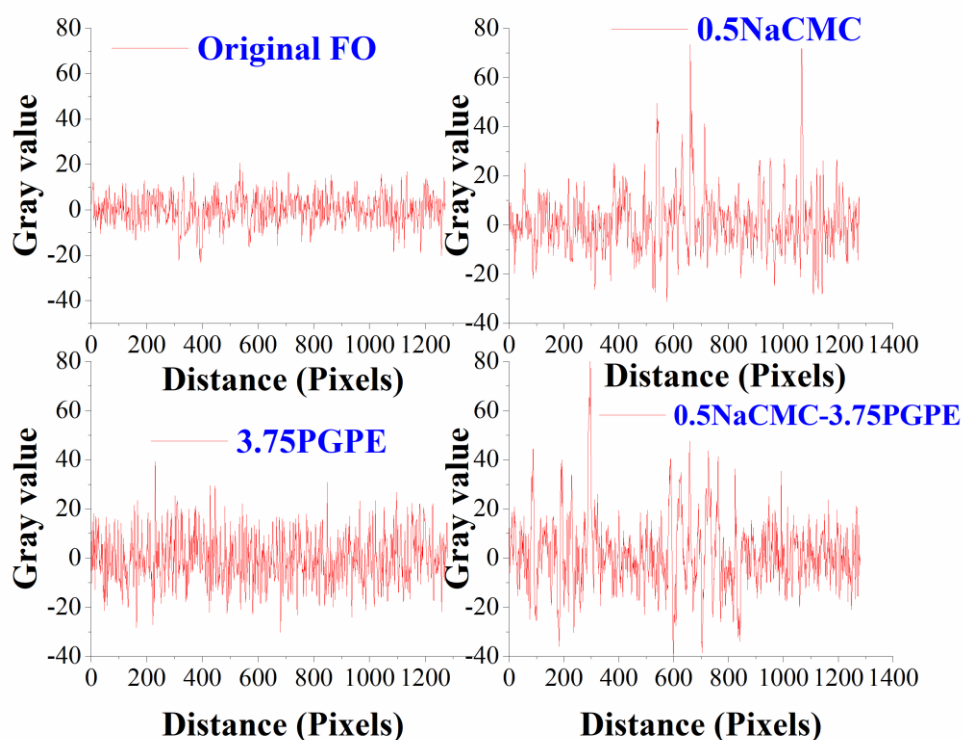 80
60
40
20
0
-20
-40
Gray value
Original FO
0 200 400 600 800 1000 1200
Distance (Pixels)
80
60
40
20
0
-20
-40
Gray value
0.5NaCMC
0 200 400 600 800 1000 1200 1400
Distance (Pixels)
80
60
40
20
0
-20
-40
Gray value
3.75PGPE
0 200 400 600 800 1000 1200
Distance (Pixels)
80
60
40
20
0
-20
-40
Gray value
0.5NaCMC-3.75PGPE
0 200 400 600 800 1000 1200 1400
Distance (Pixels)